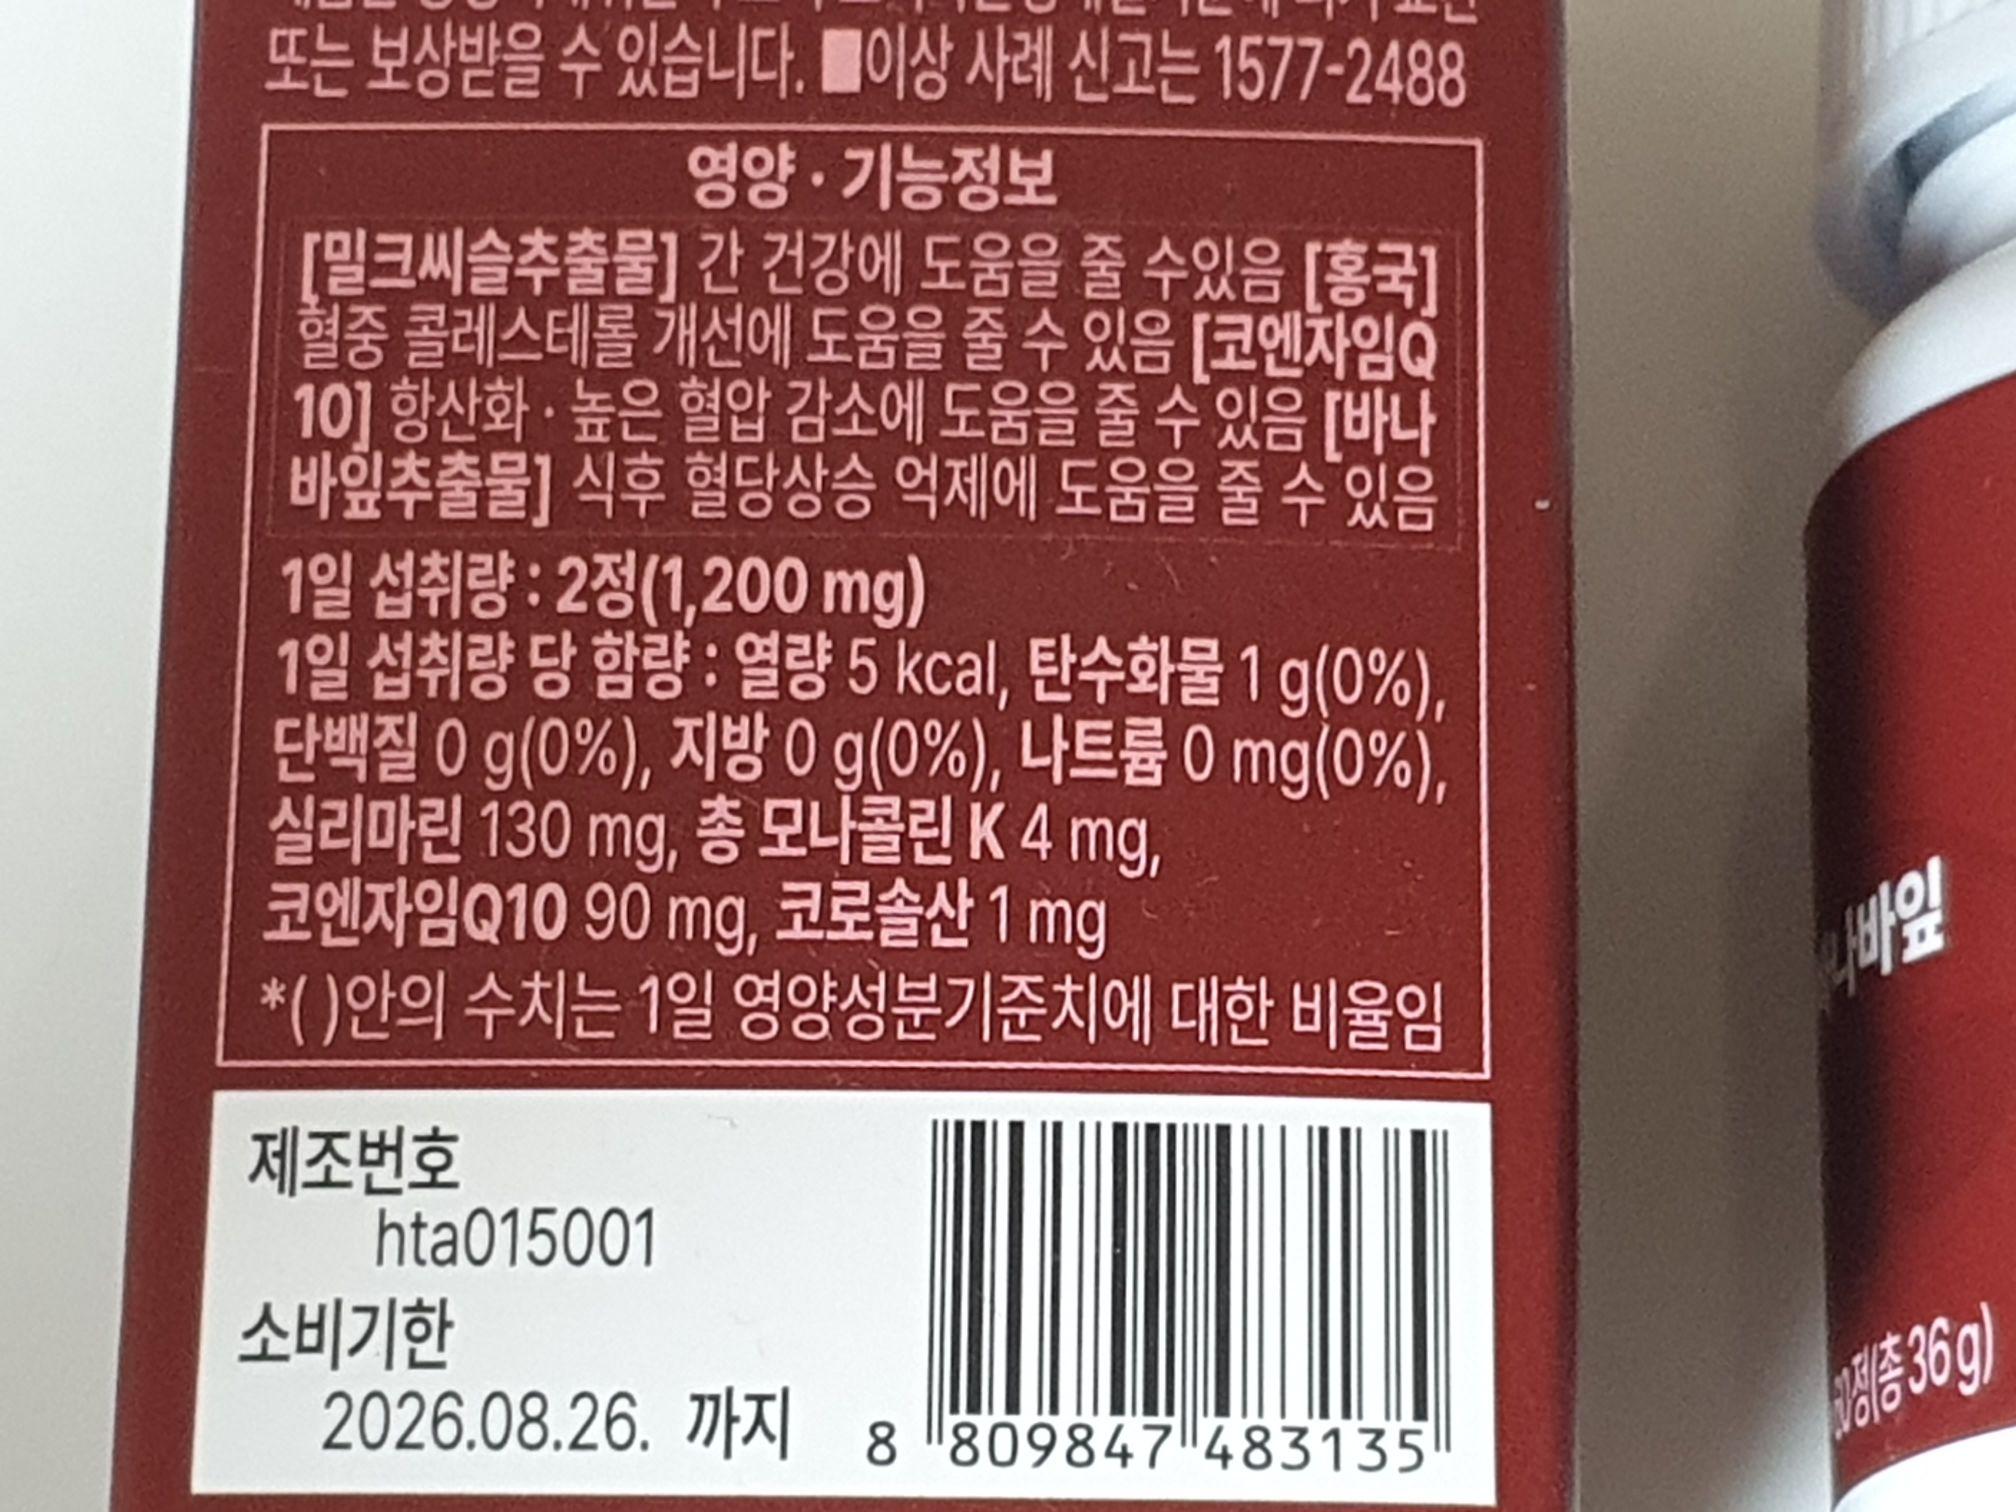 또는 보상받을 수 있습니다. ■이상 사례 신고는 1577-2488
영양·기능정보
[밀크씨슬추출물] 간 건강에 도움을 줄 수있음 [홍국]
혈중 콜레스테롤 개선에 도움을 줄 수 있음 [코엔자임Q
10] 항산화·높은 혈압 감소에 도움을 줄 수 있음 [바나
바잎추출물] 식후 혈당상승 억제에 도움을 줄 수 있음
1일 섭취량 : 2정(1,200 mg)
1일 섭취량 당 함량 : 열량 5 kcal, 탄수화물 1 g(0%),
단백질 0 g(0%), 지방 0 g(0%), 나트륨 0 mg(0%),
실리마린 130 mg, 총 모나콜린 K 4 mg,
코엔자임Q10 90 mg, 코로솔산 1 mg
*( )안의 수치는 1일 영양성분기준치에 대한 비율임
제조번호
hta015001
소비기한
2026.08.26. 까지
8 809847 483135
나바잎
60정(총 36 g)